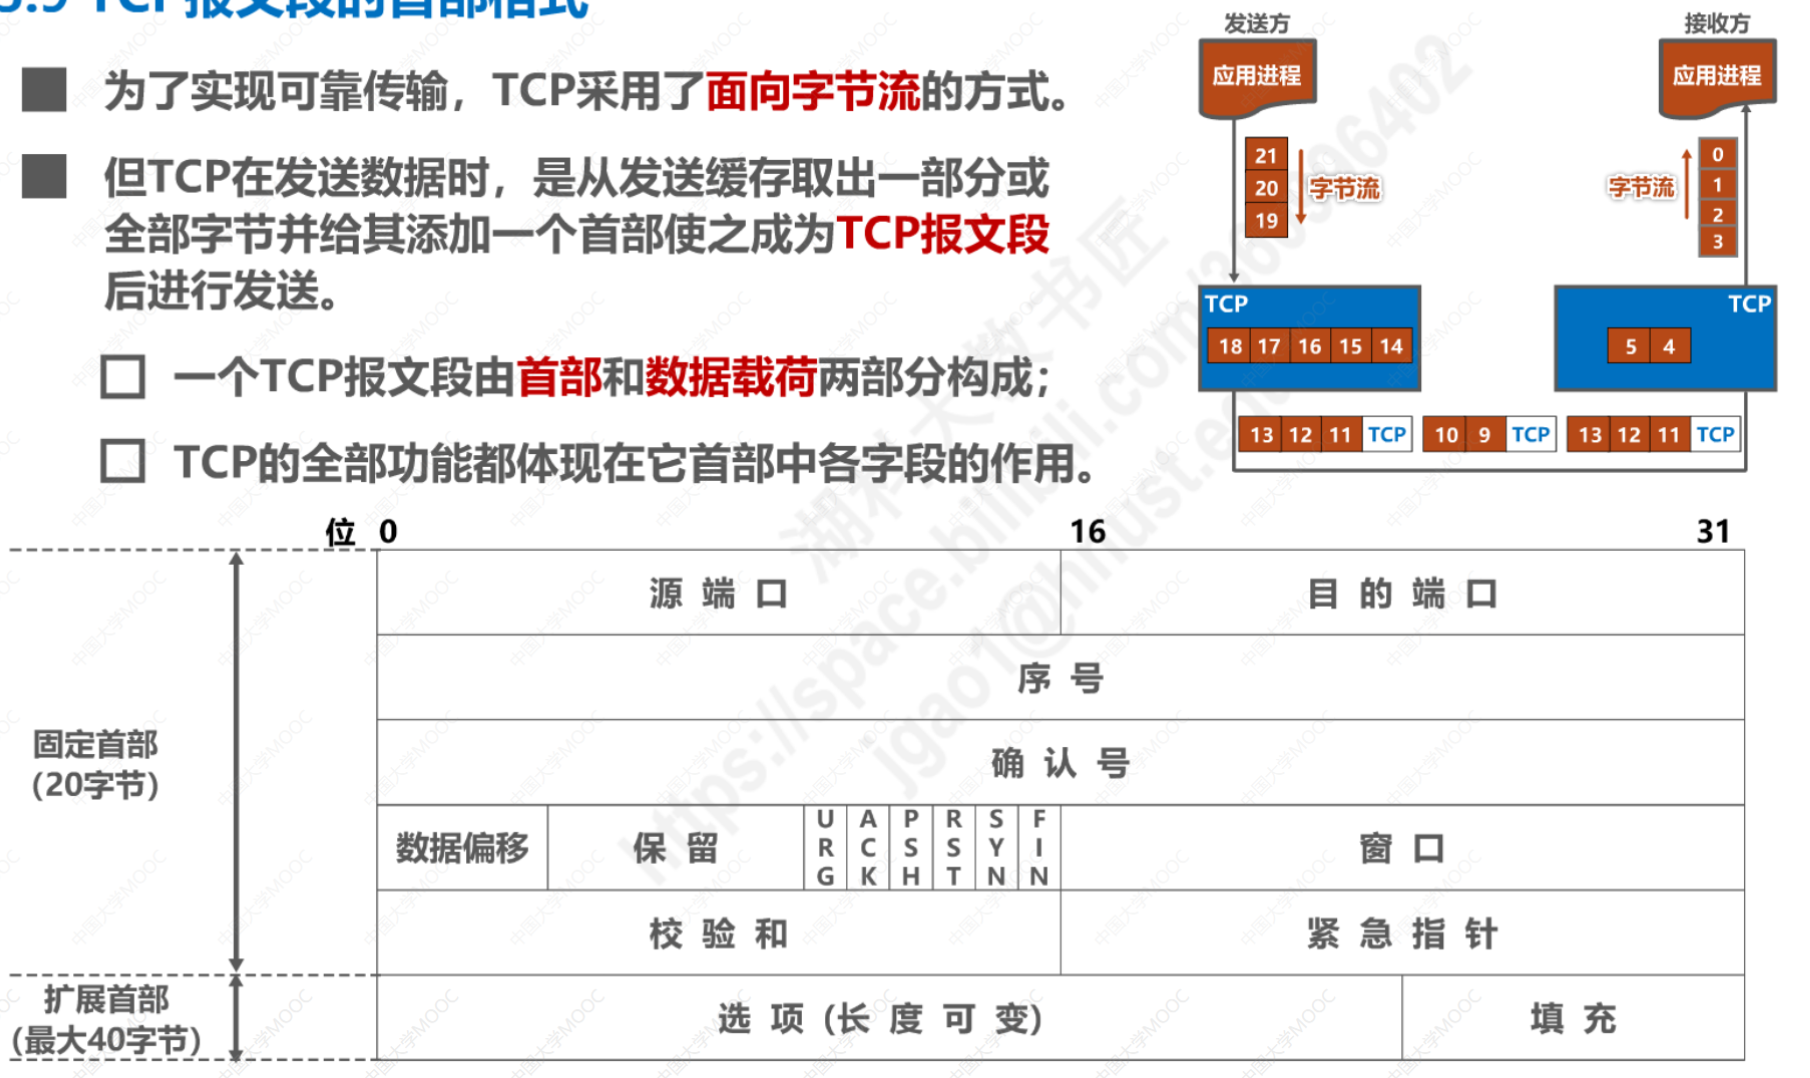 TCP报文段的首部格式
为了实现可靠传输，TCP采用了面向字节流的方式。
但TCP在发送数据时，是从发送缓存取出一部分或
全部字节并给其添加一个首部使之成为TCP报文段
后进行发送。
一个TCP报文段由首部和数据载荷两部分构成；
TCP的全部功能都体现在它首部中各字段的作用。
发送方
接收方
应用进程
应用进程
21
20
19
字节流
字节流
0
1
2
3
TCP
TCP
18 17 16 15 14
5 4
13 12 11 TCP
10 9 TCP
13 12 11 TCP
位 0 16 31
源端口 目的端口
序号
确认号
固定首部
(20字节)
数据偏移 保留 URG ACK PSH RST SYN FIN 窗口
校验和 紧急指针
扩展首部
(最大40字节)
选项 (长度可变) 填充
中国大学MOOC
湖科大教书匠